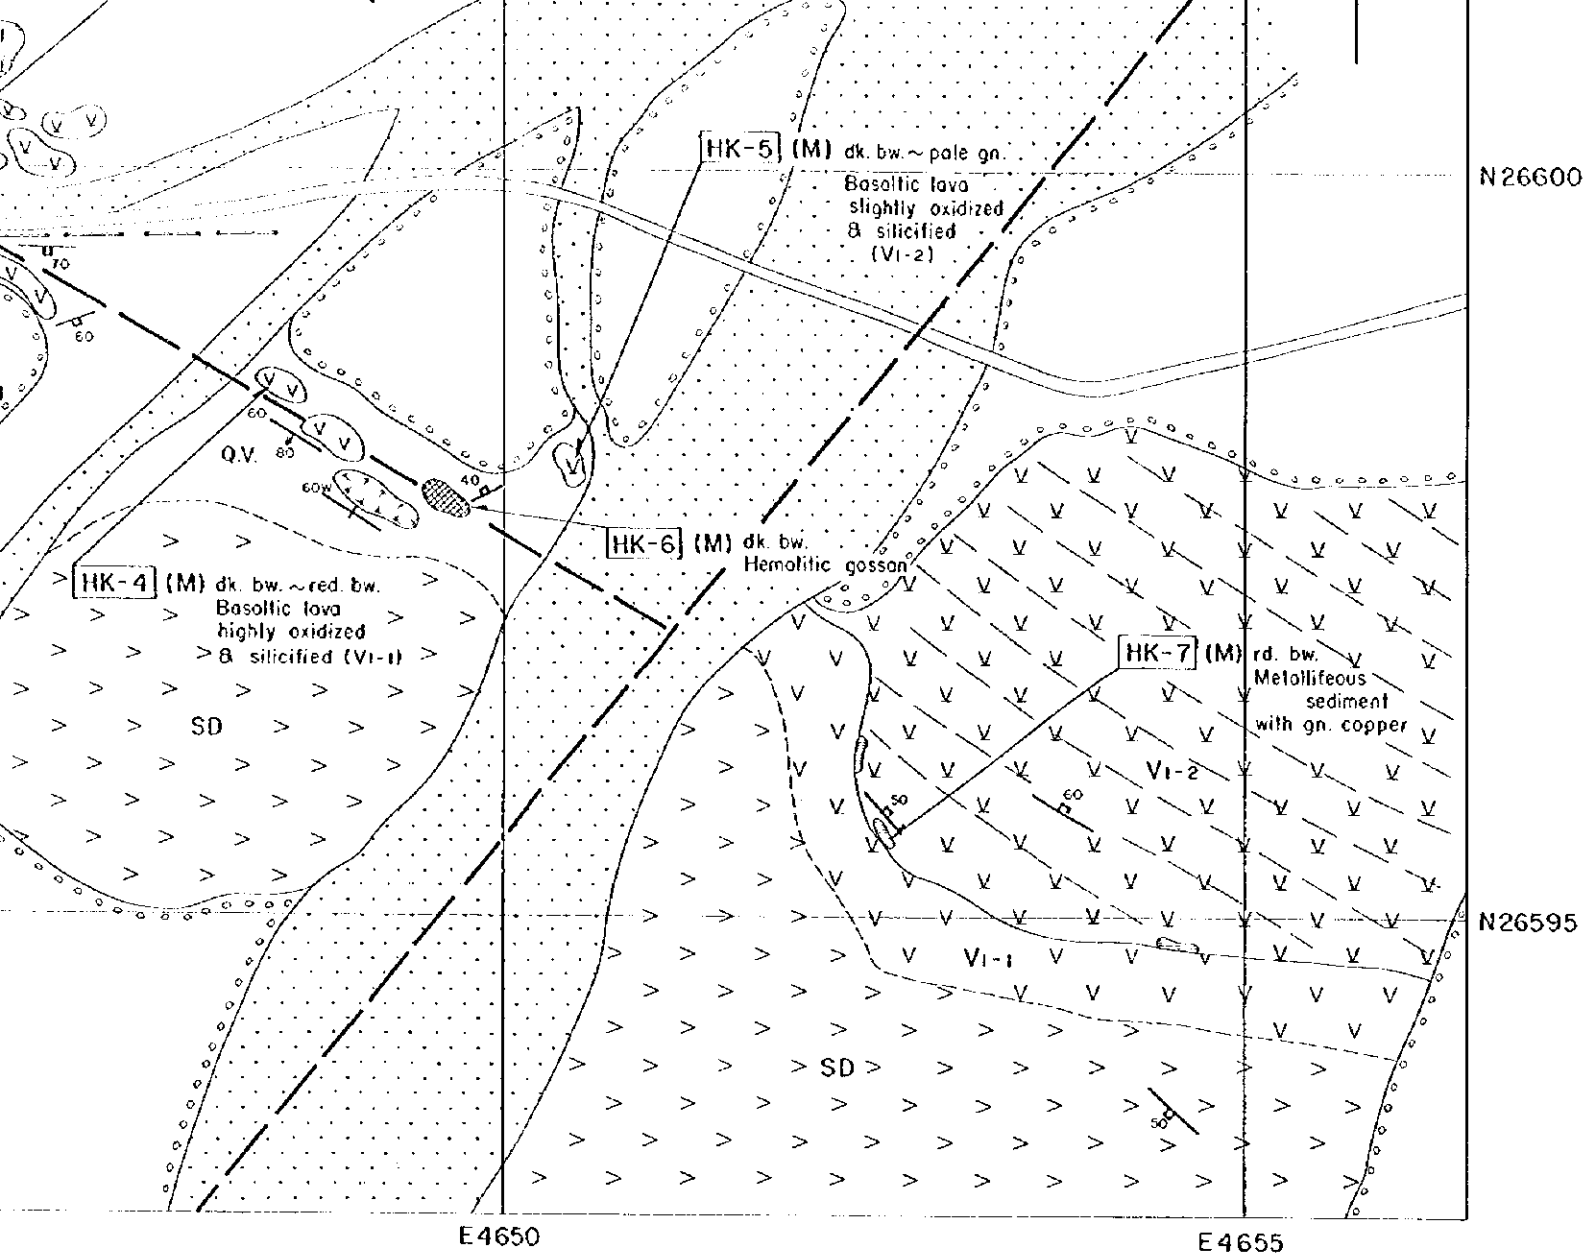 HK-5 (M) dk. bw. ~ pale gn.
Basaltic lava
slightly oxidized
& silicified
(V1-2)
N26600
70
60
60
80
Q.V.
60W
40
HK-6 (M) dk. bw.
Hemalitic gossan
HK-4 (M) dk. bw. ~ red. bw.
Basaltic lava
highly oxidized
& silicified (V1-1)
HK-7 (M) rd. bw.
Metallifeous
sediment
with gn. copper
SD
V1-2
50
60
N26595
V1-1
SD
50
E4650
E4655